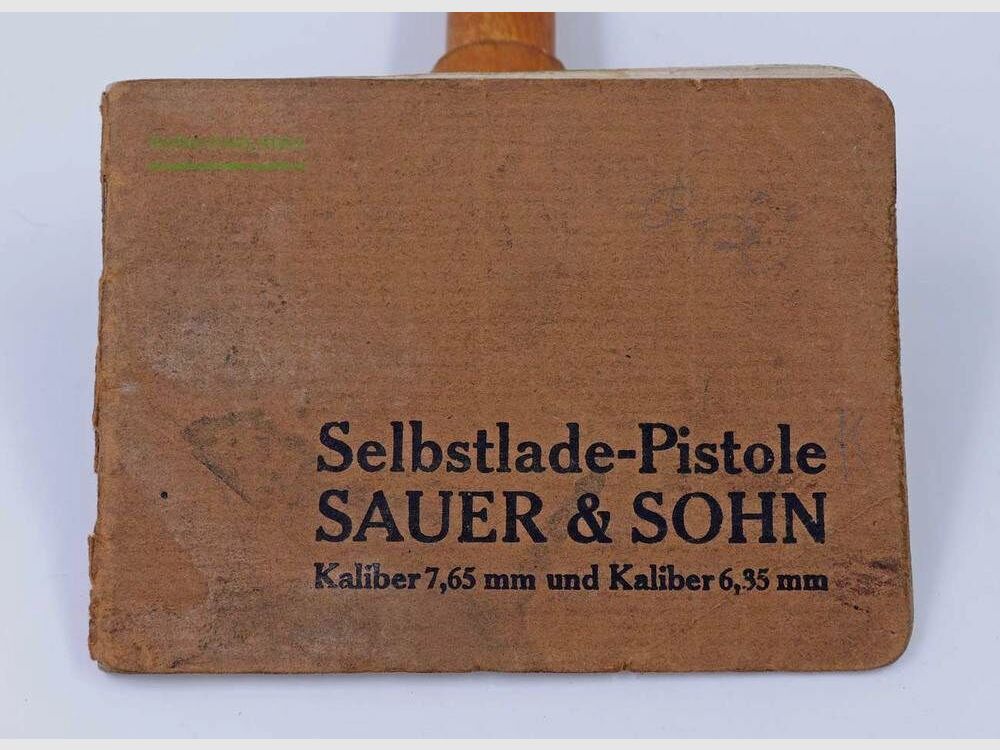 Selbstlade-Pistole
SAUER & SOHN
Kaliber 7,65 mm und Kaliber 6,35 mm